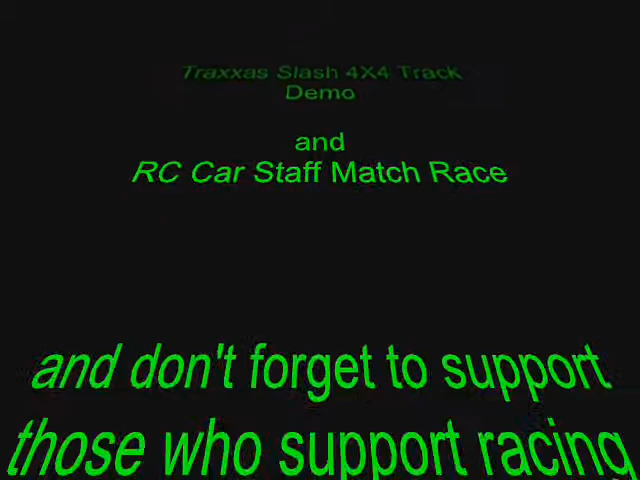 Traxxas Slash 4X4 Track
Demo
and
RC Car Staff Match Race
and don't forget to support
those who support racing